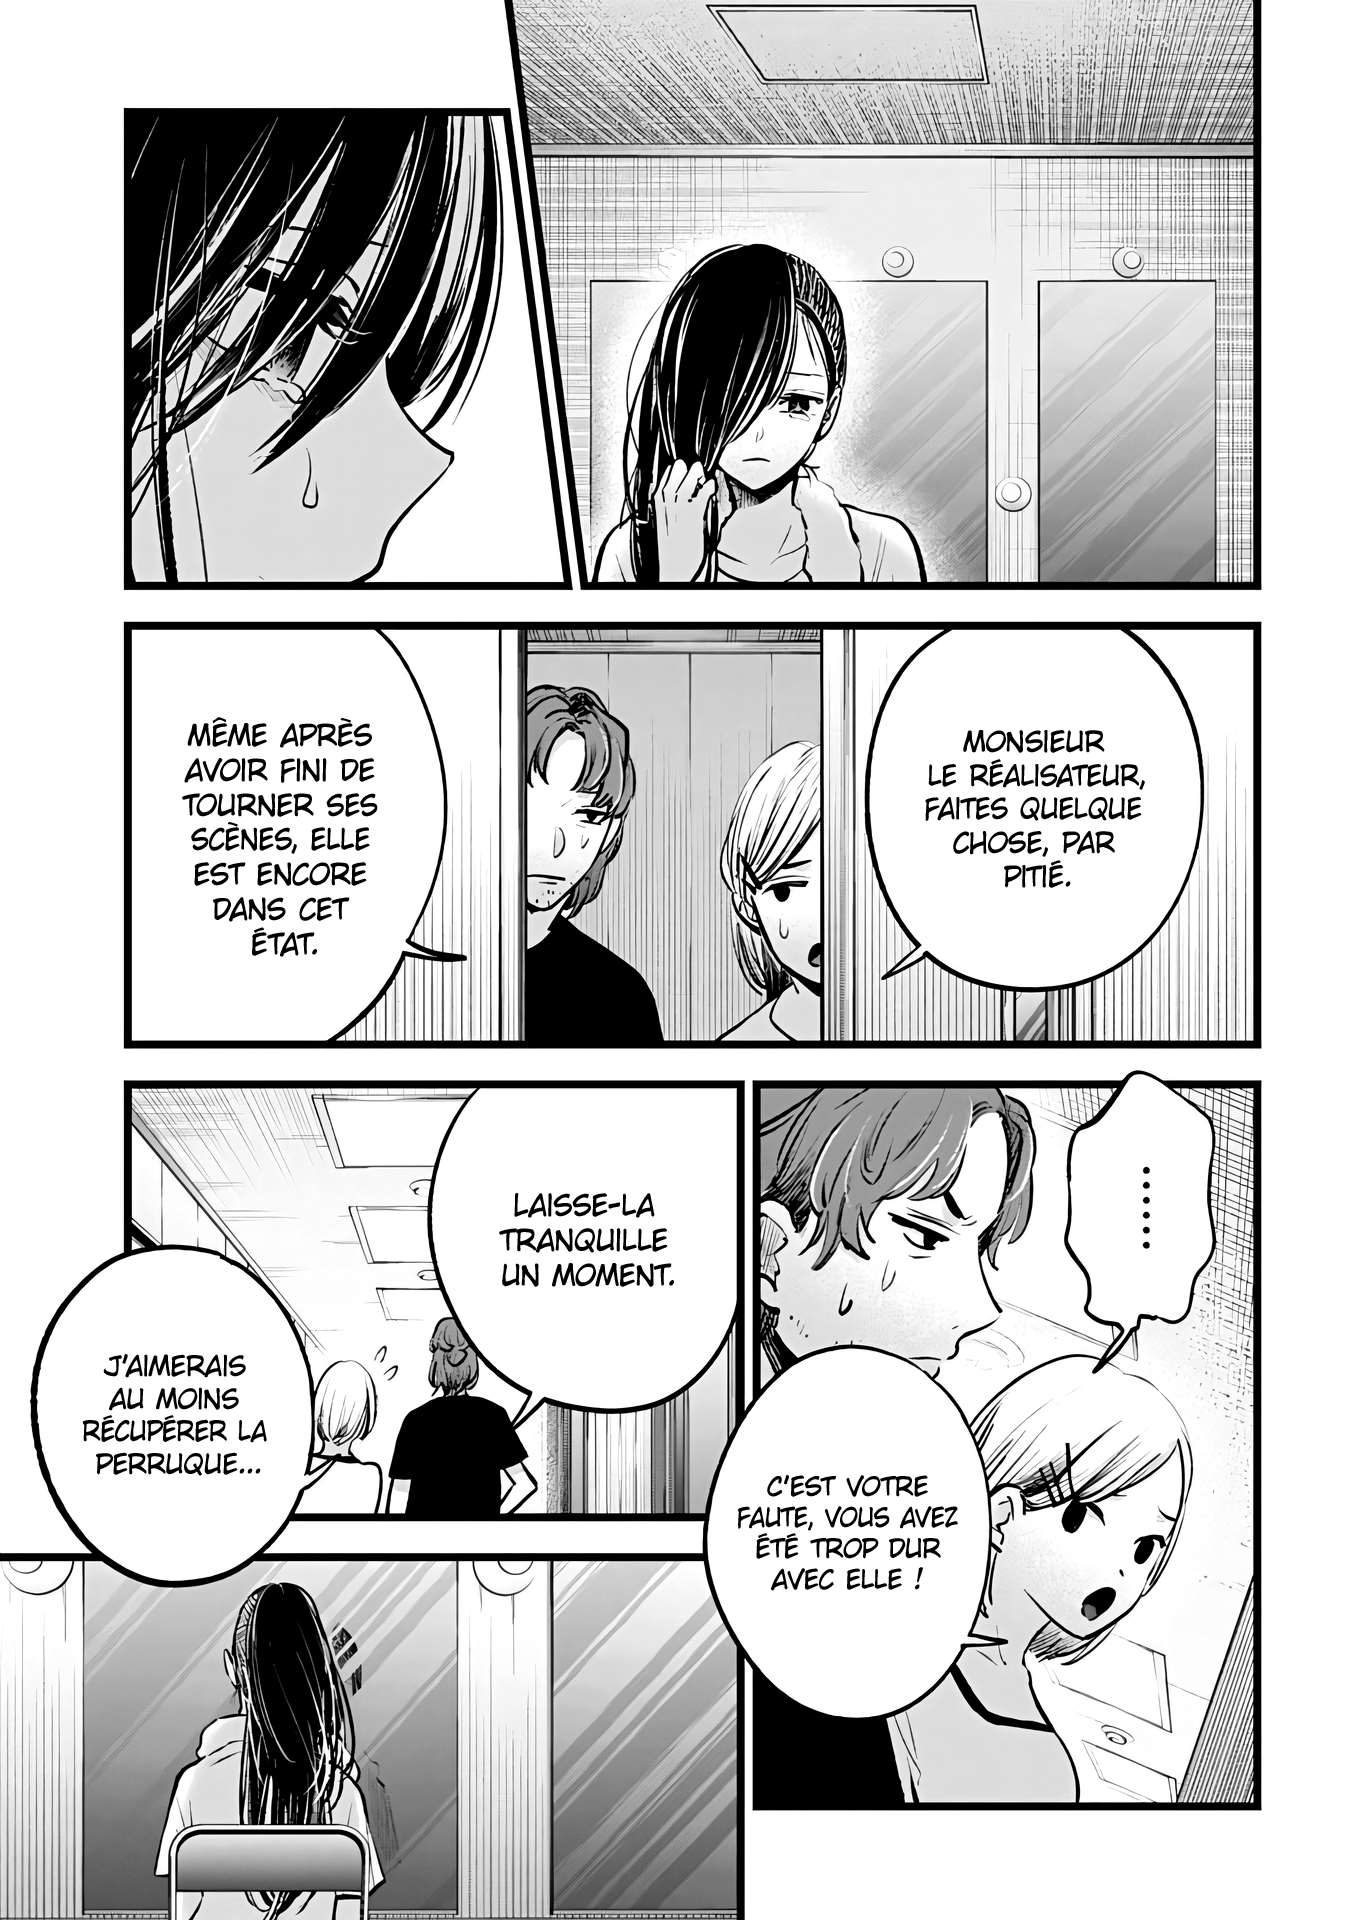 MONSIEUR
LE RÉALISATEUR,
FAITES QUELQUE
CHOSE, PAR
PITIÉ.
MÊME APRÈS
AVOIR FINI DE
TOURNER SES
SCÈNES, ELLE
EST ENCORE
DANS CET
ÉTAT.
......
C'EST VOTRE
FAUTE, VOUS AVEZ
ÉTÉ TROP DUR
AVEC ELLE !
LAISSE-LA
TRANQUILLE
UN MOMENT.
J'AIMERAIS
AU MOINS
RÉCUPÉRER LA
PERRUQUE...